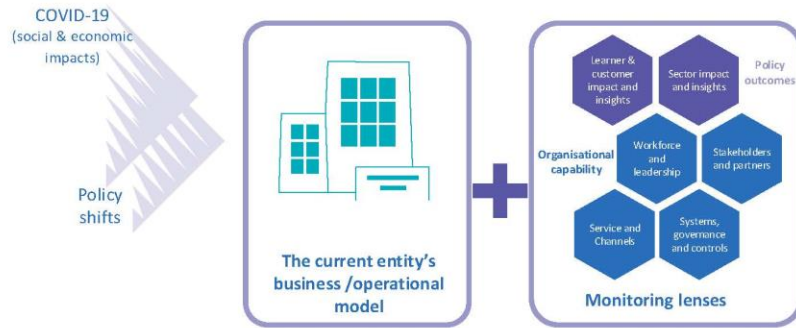 COVID-19
(social & economic
impacts)
Policy
shifts
The current entity's
business /operational
model
Learner &
customer
impact and
insights
Sector impact
and insights
Policy
outcomes
Organisational
capability
Workforce
and
leadership
Stakeholders
and partners
Service and
Channels
Systems,
governance
and controls
Monitoring lenses